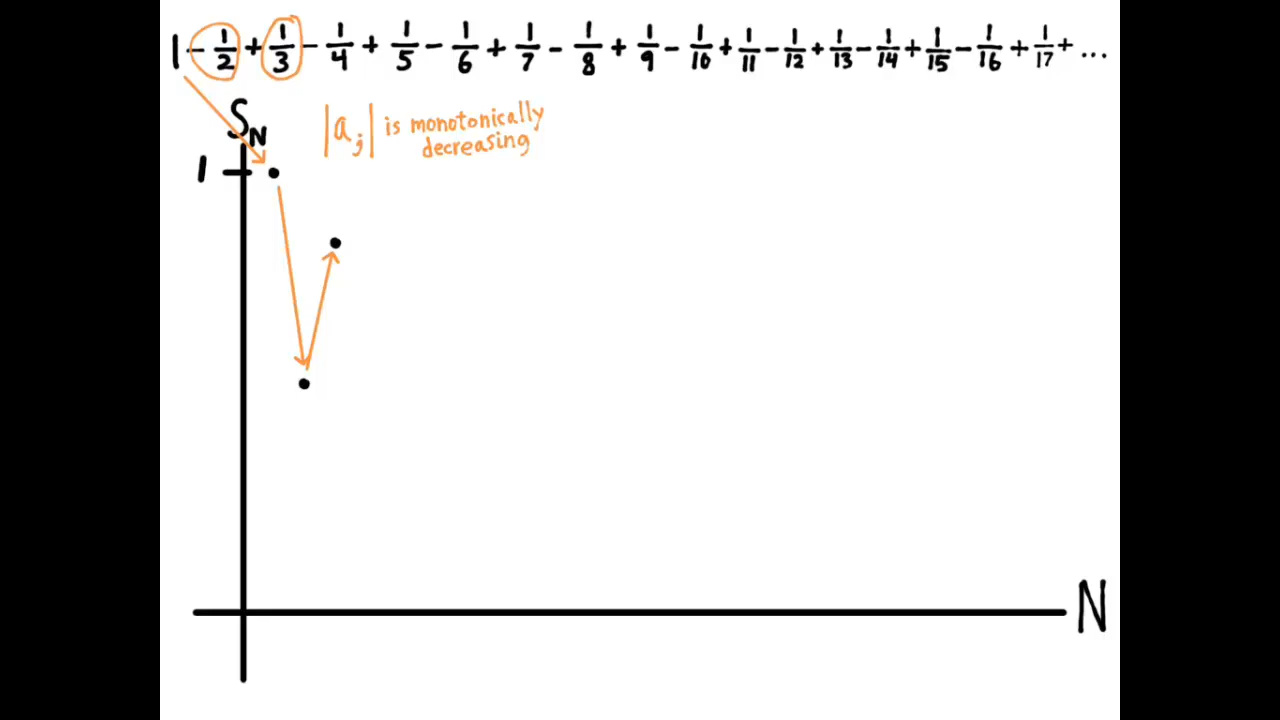 1 - 1/2 + 1/3 - 1/4 + 1/5 - 1/6 + 1/7 - 1/8 + 1/9 - 1/10 + 1/11 - 1/12 + 1/13 - 1/14 + 1/15 - 1/16 + 1/17 + ...
S_N
|a_j| is monotonically
decreasing
1
N